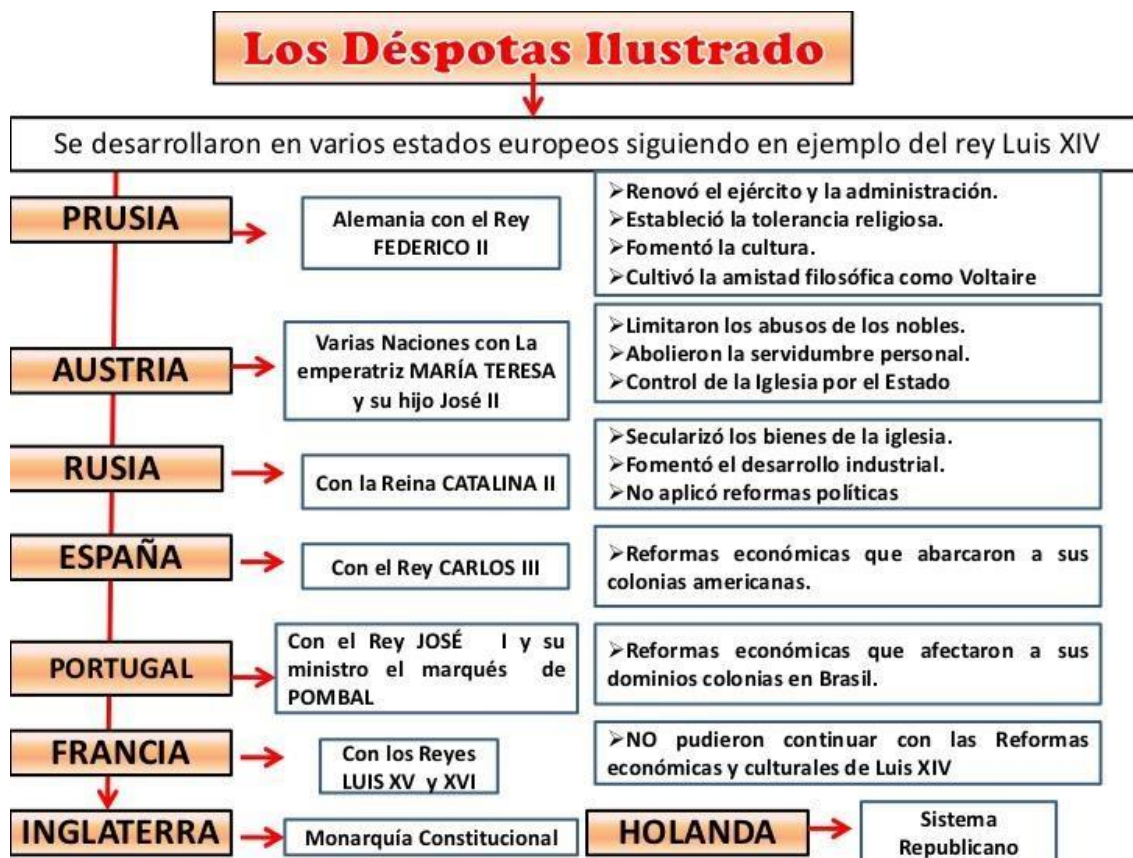 Los Déspotas Ilustrado
Se desarrollaron en varios estados europeos siguiendo en ejemplo del rey Luis XIV
PRUSIA
Alemania con el Rey
FEDERICO II
➢Renovó el ejército y la administración.
➢Estableció la tolerancia religiosa.
➢Fomentó la cultura.
➢Cultivó la amistad filosófica como Voltaire
AUSTRIA
Varias Naciones con La
emperatriz MARÍA TERESA
y su hijo José II
➢Limitaron los abusos de los nobles.
➢Abolieron la servidumbre personal.
➢Control de la Iglesia por el Estado
RUSIA
Con la Reina CATALINA II
➢Secularizó los bienes de la iglesia.
➢Fomentó el desarrollo industrial.
➢No aplicó reformas políticas
ESPAÑA
Con el Rey CARLOS III
➢Reformas económicas que abarcaron a sus
colonias americanas.
PORTUGAL
Con el Rey JOSÉ I y su
ministro el marqués de
POMBAL
➢Reformas económicas que afectaron a sus
dominios colonias en Brasil.
FRANCIA
Con los Reyes
LUIS XV y XVI
➢NO pudieron continuar con las Reformas
económicas y culturales de Luis XIV
INGLATERRA
Monarquía Constitucional
HOLANDA
Sistema
Republicano